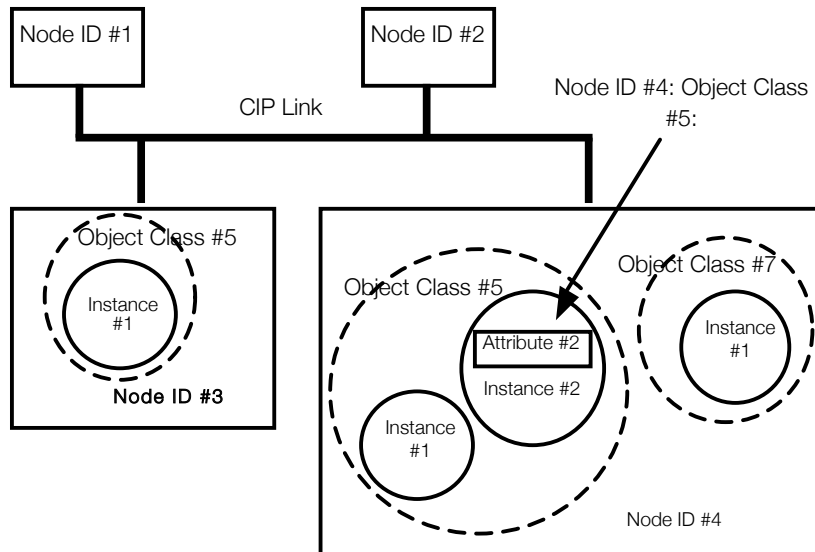 Node ID #1
Node ID #2
CIP Link
Node ID #4: Object Class
#5:
Object Class #5
Instance
#1
Node ID #3
Object Class #5
Attribute #2
Instance #2
Instance
#1
Object Class #7
Instance
#1
Node ID #4